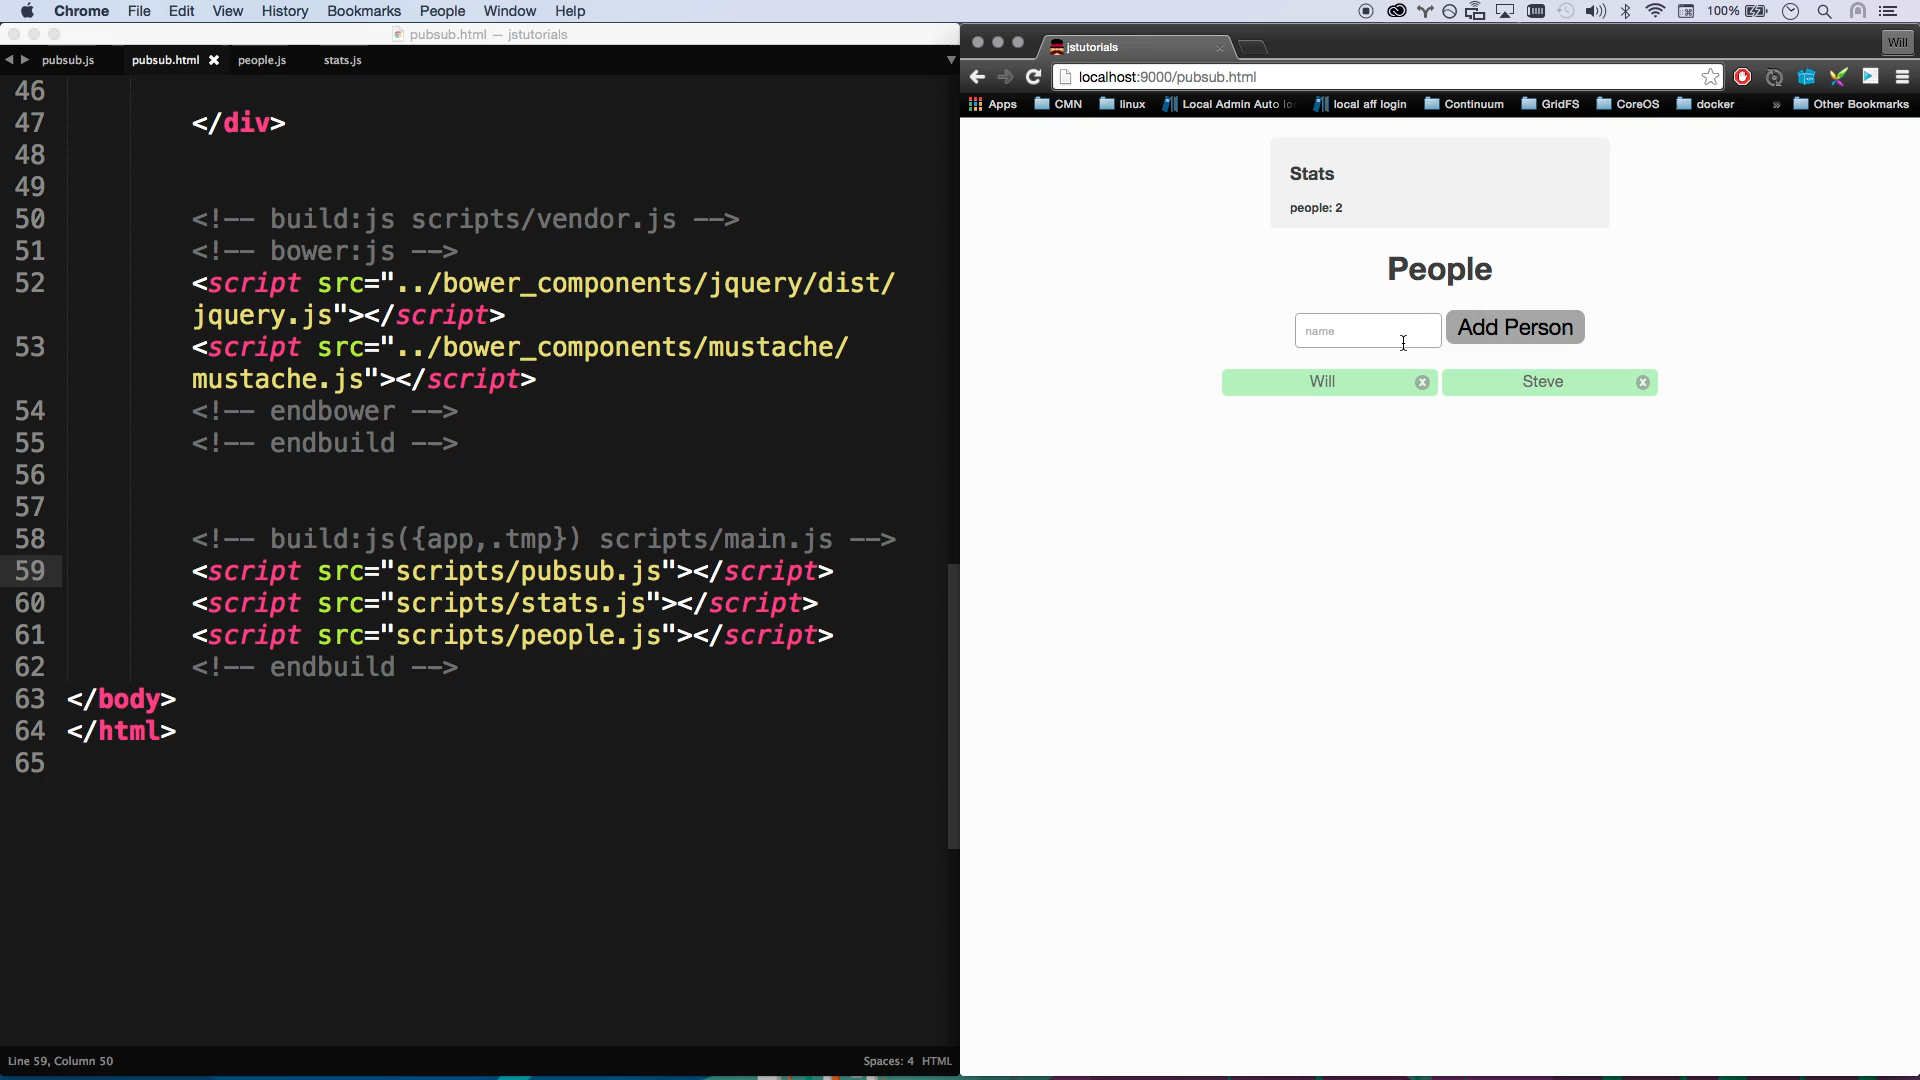 Chrome File Edit View History Bookmarks People Window Help 100%
pubsub.html — jstutorials
pubsub.js pubsub.html people.js stats.js
46
47 </div>
48
49
50 <!-- build:js scripts/vendor.js -->
51 <!-- bower:js -->
52 <script src="../bower_components/jquery/dist/
jquery.js"></script>
53 <script src="../bower_components/mustache/
mustache.js"></script>
54 <!-- endbower -->
55 <!-- endbuild -->
56
57
58 <!-- build:js({app,.tmp}) scripts/main.js -->
59 <script src="scripts/pubsub.js"></script>
60 <script src="scripts/stats.js"></script>
61 <script src="scripts/people.js"></script>
62 <!-- endbuild -->
63 </body>
64 </html>
65
Line 59, Column 50 Spaces: 4 HTML
jstutorials Will
localhost:9000/pubsub.html
Apps CMN linux Local Admin Auto local aff login Continuum GridFS CoreOS docker » Other Bookmarks
Stats
people: 2
People
name Add Person
Will x Steve x